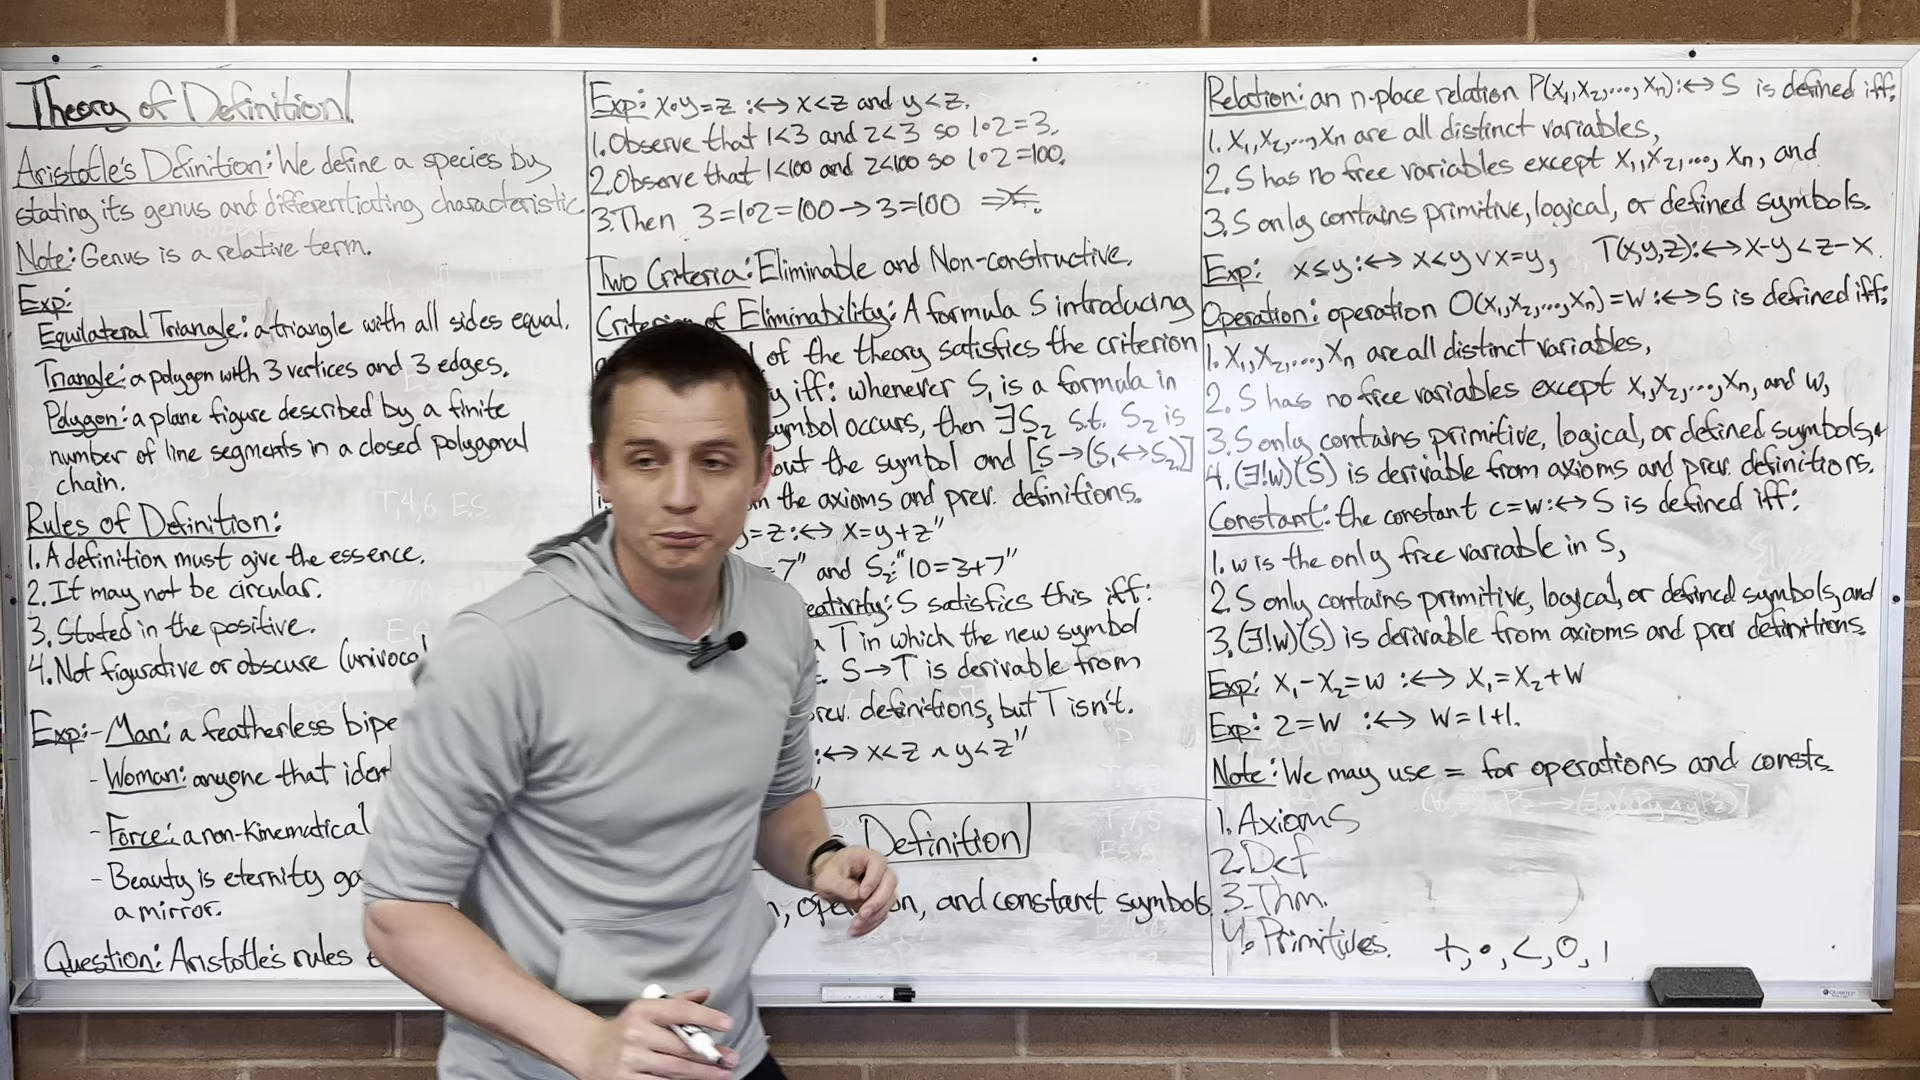 Theory of Definition
Aristotle's Definition: We define a species by
stating its genus and differentiating characteristic.
Note: Genus is a relative term.
Exp:
Equilateral Triangle: a triangle with all sides equal.
Triangle: a polygon with 3 vertices and 3 edges.
Polygon: a plane figure described by a finite
number of line segments in a closed polygonal
chain.
Rules of Definition:
1. A definition must give the essence.
2. It may not be circular.
3. Stated in the positive.
4. Not figurative or obscure
Exp: - Man: a featherless
- Woman: anyone that
- Force: a non-kinematical
- Beauty is eternity
a mirror.
Question: Aristotle's rules
Exp: x∘y=z :↔ x<z and y<z.
1. Observe that 1<3 and 2<3 so 1∘2=3.
2. Observe that 1<100 and 2<100 so 1∘2=100.
3. Then 3=1∘2=100→3=100
Two Criteria: Eliminable and Non-constructive.
Criterion of Eliminability: A formula S introducing
of the theory satisfies the criterion
iff: whenever S₁ is a formula in
occurs, then ∃S₂ s.t. S₂ is
the symbol and [S→(S₁↔S₂)]
the axioms and prev. definitions.
=z:↔ x=y+z"
=7" and S₂:"10=3+7"
S satisfies this iff:
T in which the new symbol
S→T is derivable from
definitions, but T isn't.
:↔ x<z ∧ y<z"
Definition
and constant symbols
Relation: an n-place relation P(x₁,x₂,...,xₙ):↔S is defined iff:
1. x₁,x₂,...,xₙ are all distinct variables,
2. S has no free variables except x₁,x₂,...,xₙ, and
3. S only contains primitive, logical, or defined symbols.
Exp: x≤y:↔ x<y∨x=y, T(x,y,z):↔x-y<z-x.
Operation: operation O(x₁,x₂,...,xₙ)=w:↔S is defined iff:
1. x₁,x₂,...,xₙ are all distinct variables,
2. S has no free variables except x₁,x₂,...,xₙ, and w,
3. S only contains primitive, logical, or defined symbols,
4. (∃!w)(S) is derivable from axioms and prev. definitions.
Constant: the constant c=w:↔S is defined iff:
1. w is the only free variable in S,
2. S only contains primitive, logical, or defined symbols, and
3. (∃!w)(S) is derivable from axioms and prev definitions.
Exp: x₁-x₂=w :↔ x₁=x₂+w
Exp: 2=w :↔ w=1+1.
Note: We may use = for operations and consts.
1. Axioms
2. Def
3. Thm.
4. Primitives. +,∘,<,0,1